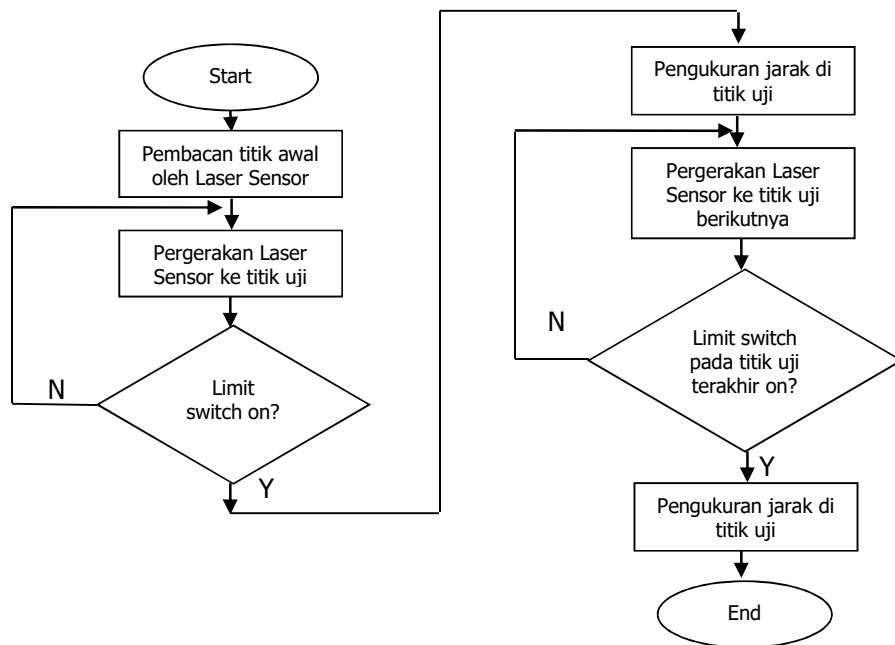 Start
Pembacan titik awal
oleh Laser Sensor
Pergerakan Laser
Sensor ke titik uji
Limit
switch on?
N
Y
Pengukuran jarak di
titik uji
Pergerakan Laser
Sensor ke titik uji
berikutnya
Limit switch
pada titik uji
terakhir on?
N
Y
Pengukuran jarak di
titik uji
End